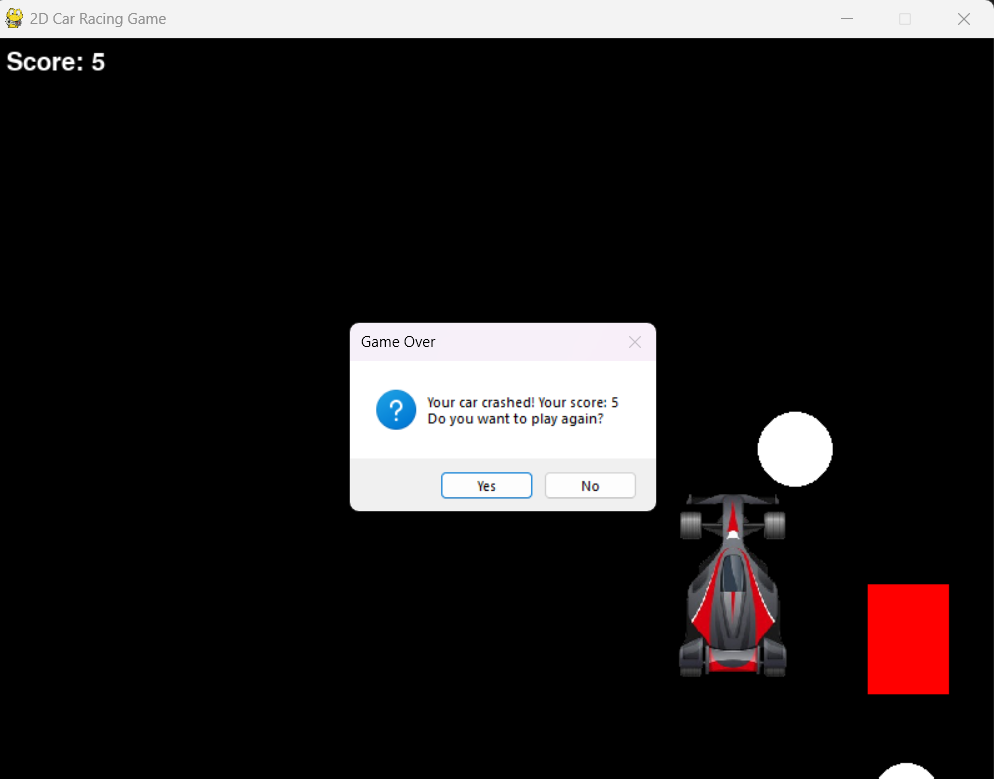 2D Car Racing Game
Score: 5
Game Over
Your car crashed! Your score: 5
Do you want to play again?
Yes
No